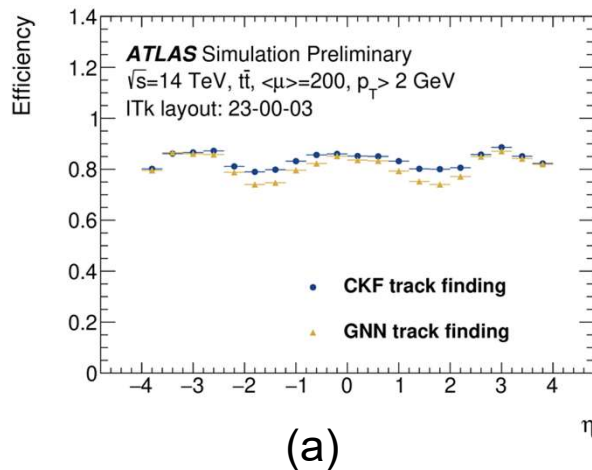 Efficiency
1.4
1.2
1
0.8
0.6
0.4
0.2
0
ATLAS Simulation Preliminary
√s=14 TeV, tt̄, <μ>=200, p_T> 2 GeV
ITk layout: 23-00-03
CKF track finding
GNN track finding
−4 −3 −2 −1 0 1 2 3 4
η
(a)